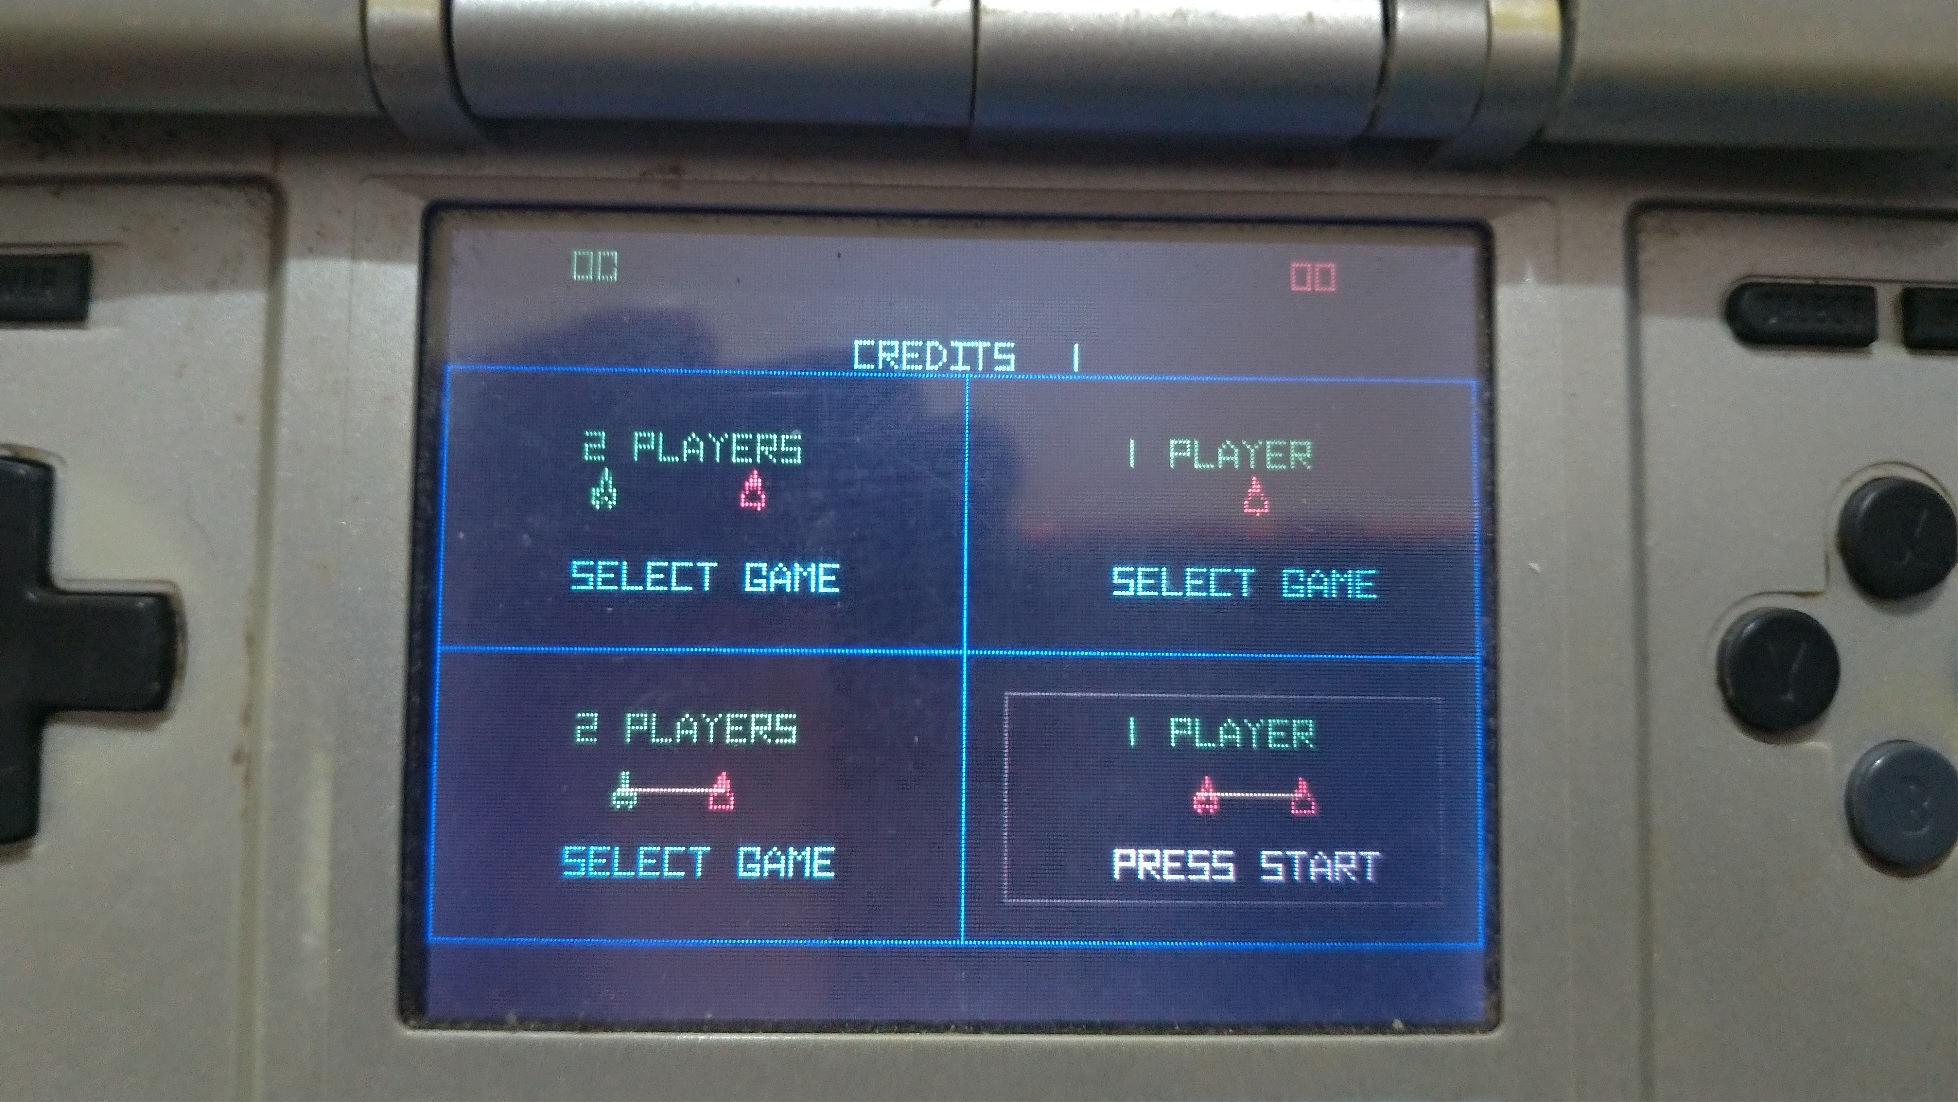 00 00
CREDITS 1
2 PLAYERS
SELECT GAME
1 PLAYER
SELECT GAME
2 PLAYERS
SELECT GAME
1 PLAYER
PRESS START
Y